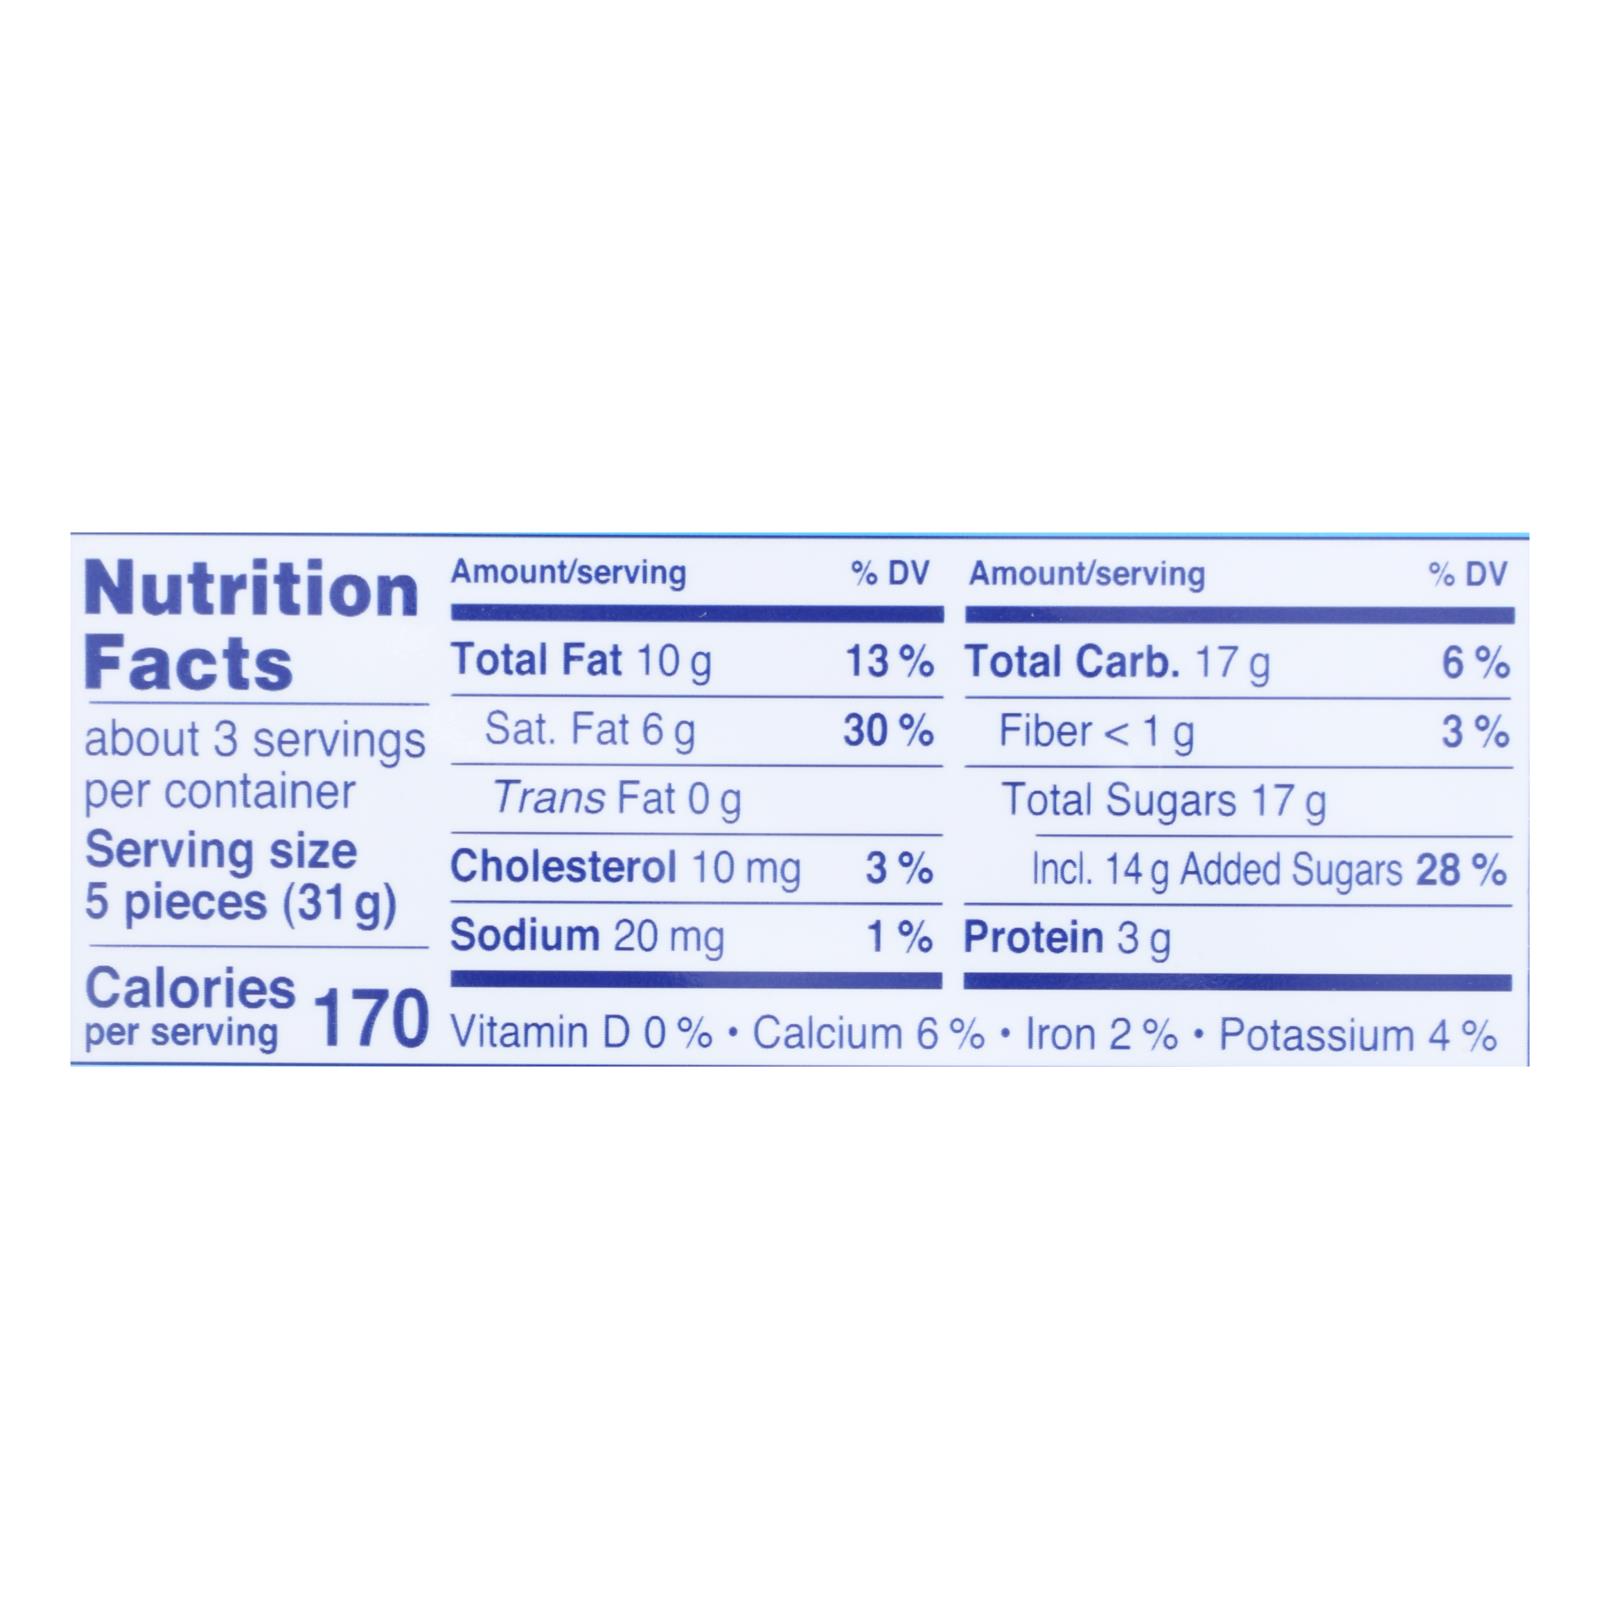 Nutrition
Facts
about 3 servings
per container
Serving size
5 pieces (31 g)
Calories
per serving 170
Amount/serving % DV
Total Fat 10 g 13 %
Sat. Fat 6 g 30 %
Trans Fat 0 g
Cholesterol 10 mg 3 %
Sodium 20 mg 1 %
Amount/serving % DV
Total Carb. 17 g 6 %
Fiber < 1 g 3 %
Total Sugars 17 g
Incl. 14 g Added Sugars 28 %
Protein 3 g
Vitamin D 0 % • Calcium 6 % • Iron 2 % • Potassium 4 %